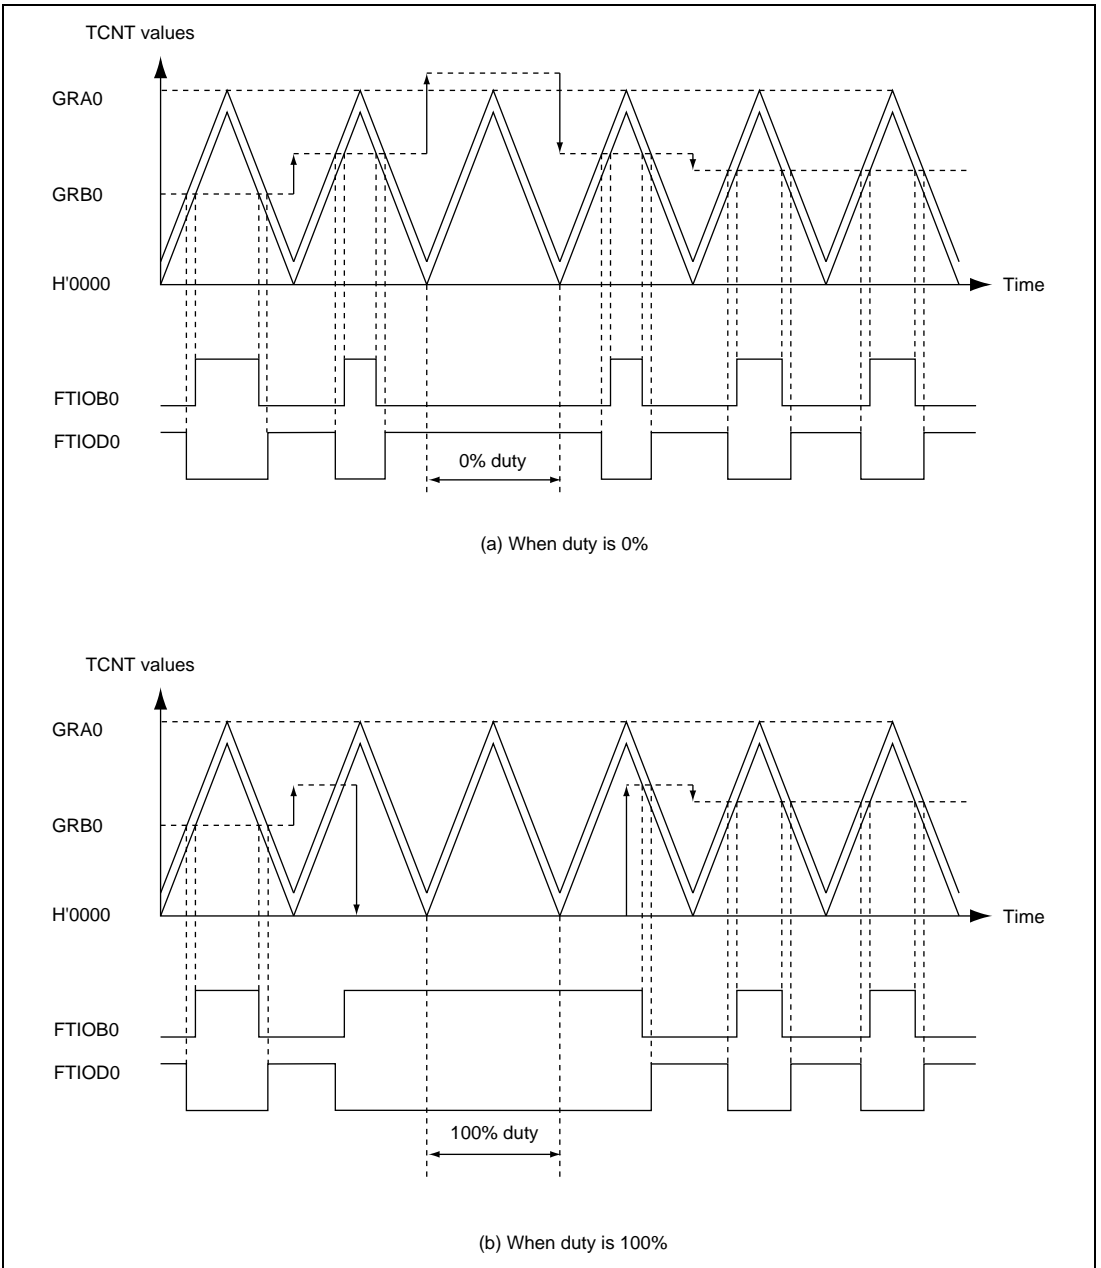 TCNT values
GRA0
GRB0
H'0000
Time
FTIOB0
FTIOD0
0% duty
(a) When duty is 0%
TCNT values
GRA0
GRB0
H'0000
Time
FTIOB0
FTIOD0
100% duty
(b) When duty is 100%